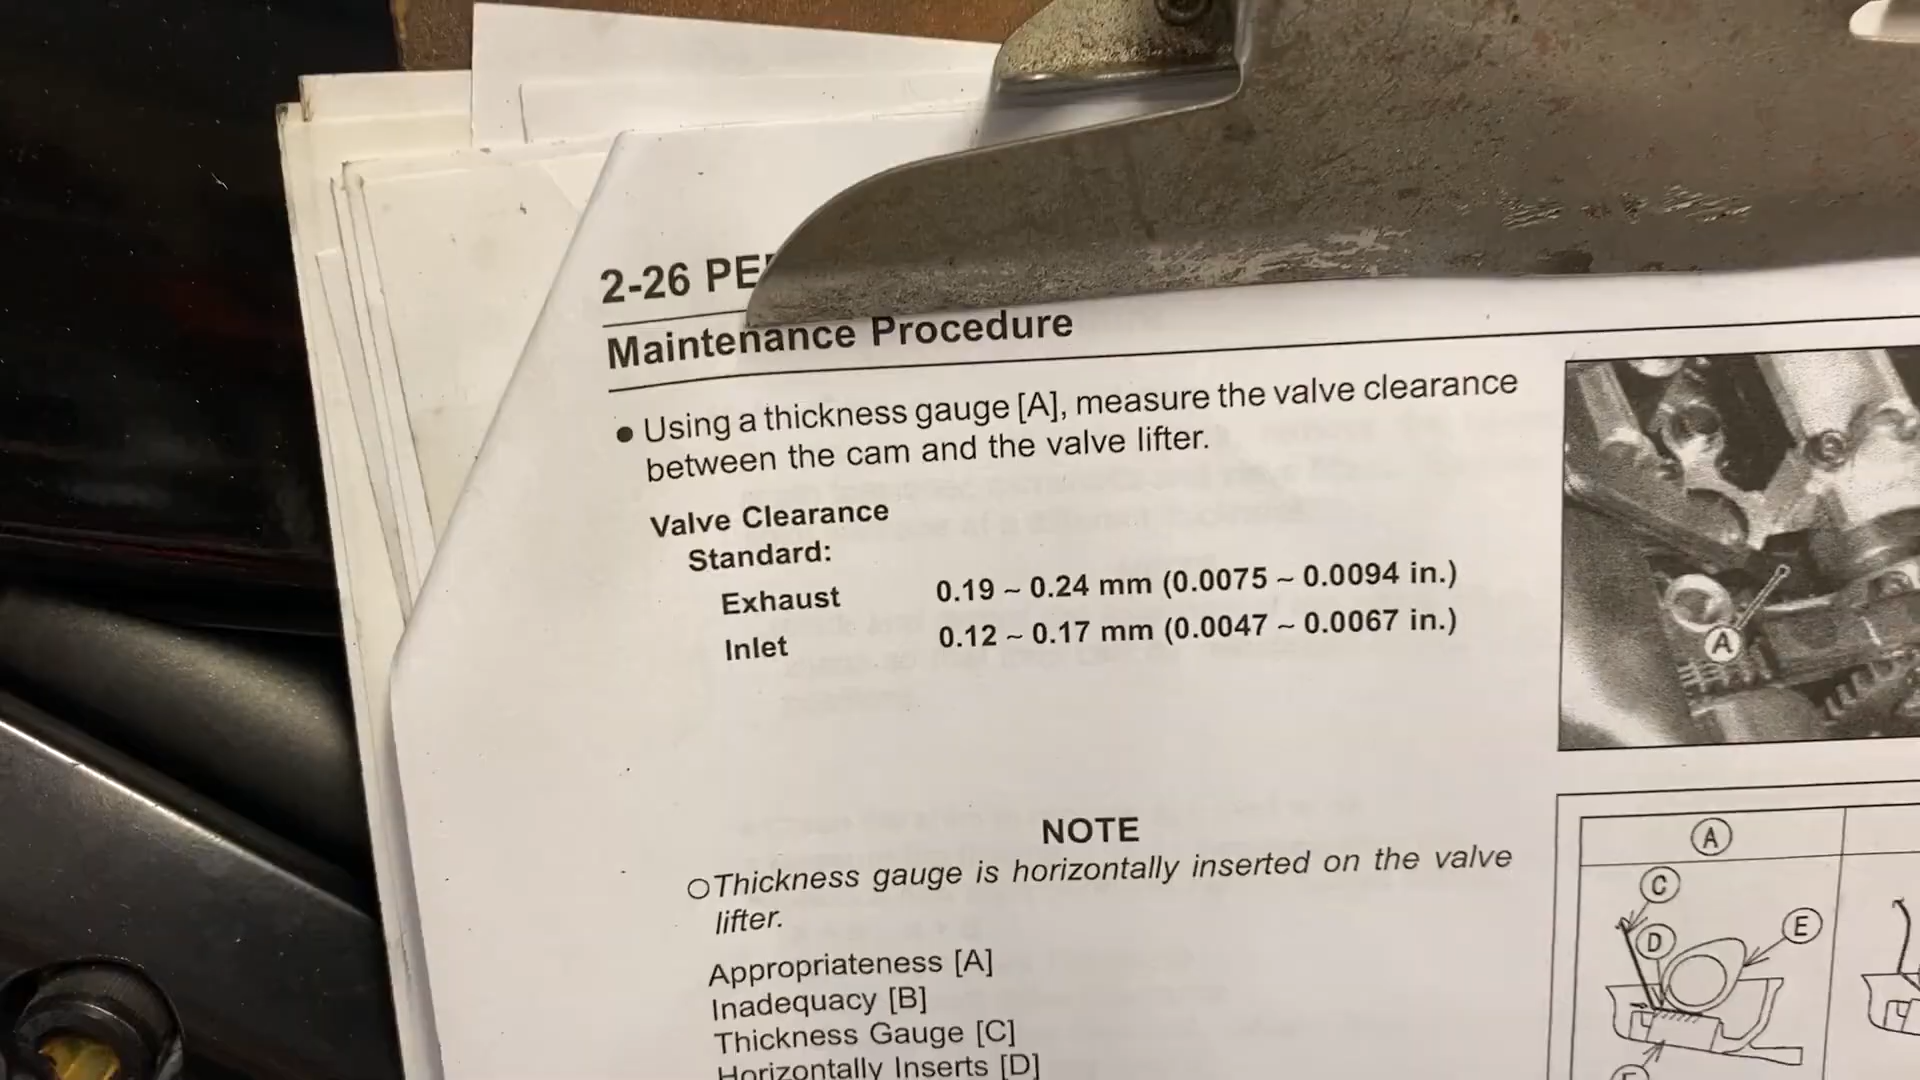 2-26 PE
Maintenance Procedure
● Using a thickness gauge [A], measure the valve clearance
between the cam and the valve lifter.
Valve Clearance
Standard:
Exhaust 0.19 ~ 0.24 mm (0.0075 ~ 0.0094 in.)
Inlet 0.12 ~ 0.17 mm (0.0047 ~ 0.0067 in.)
A
NOTE
○Thickness gauge is horizontally inserted on the valve
lifter.
Appropriateness [A]
Inadequacy [B]
Thickness Gauge [C]
Horizontally Inserts [D]
A
C
D
E